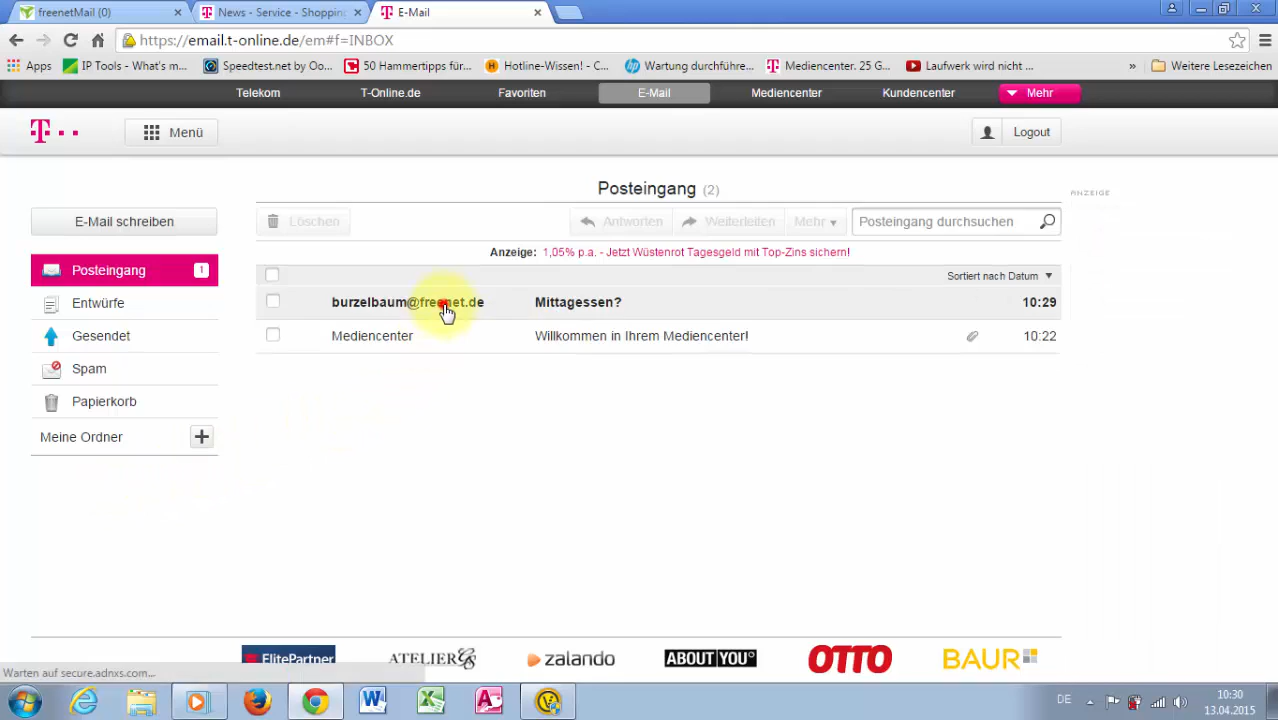 freenetMail (0)
News - Service - Shopping
E-Mail
https://email.t-online.de/em#f=INBOX
Apps
IP Tools - What's m...
Speedtest.net by Oo...
50 Hammertipps für...
Hotline-Wissen! - C...
Wartung durchführe...
Mediencenter. 25 G...
Laufwerk wird nicht ...
»
Weitere Lesezeichen
Telekom
T-Online.de
Favoriten
E-Mail
Mediencenter
Kundencenter
Mehr
T
Menü
Logout
Posteingang (2)
ANZEIGE
E-Mail schreiben
Löschen
Antworten
Weiterleiten
Mehr
Posteingang durchsuchen
Anzeige: 1,05% p.a. - Jetzt Wüstenrot Tagesgeld mit Top-Zins sichern!
Posteingang 1
Sortiert nach Datum
burzelbaum@freenet.de Mittagessen? 10:29
Entwürfe
Mediencenter Willkommen in Ihrem Mediencenter! 10:22
Gesendet
Spam
Papierkorb
Meine Ordner
ElitePartner
ATELIER GS
zalando
ABOUT YOU
OTTO
BAUR
Warten auf secure.adnxs.com...
DE
10:30
13.04.2015